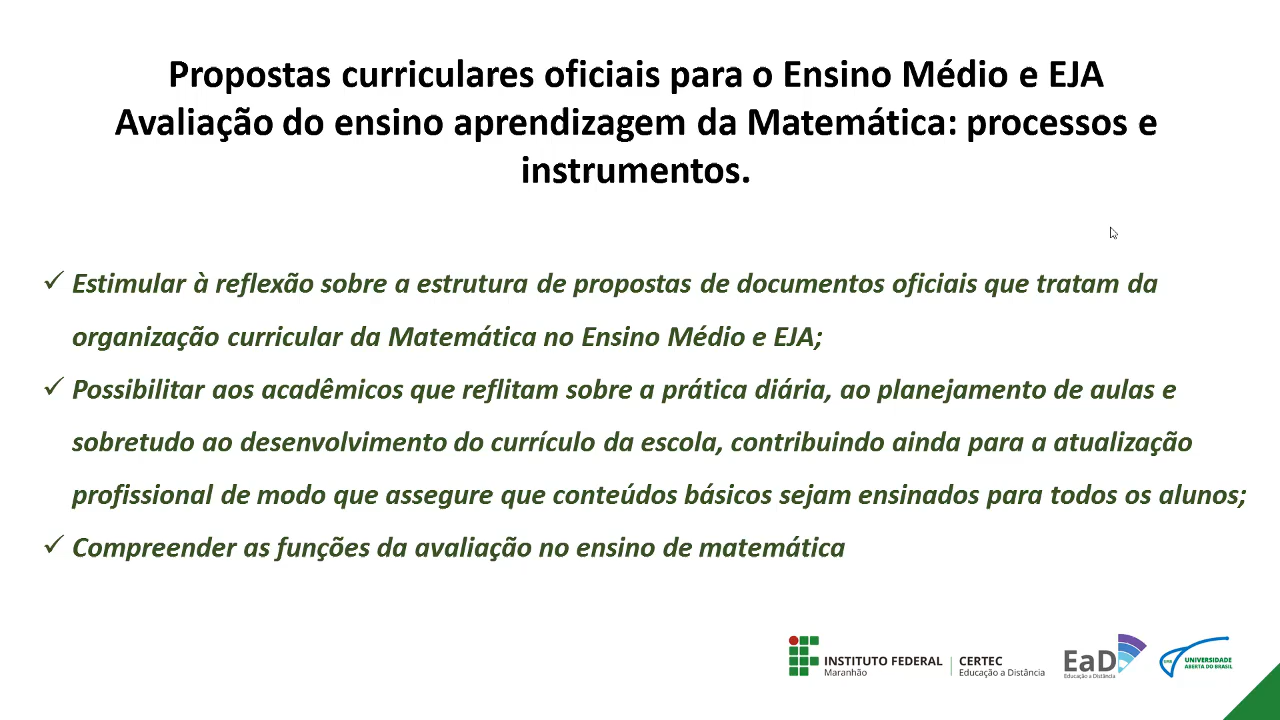 Propostas curriculares oficiais para o Ensino Médio e EJA
Avaliação do ensino aprendizagem da Matemática: processos e
instrumentos.
✓ Estimular à reflexão sobre a estrutura de propostas de documentos oficiais que tratam da
organização curricular da Matemática no Ensino Médio e EJA;
✓ Possibilitar aos acadêmicos que reflitam sobre a prática diária, ao planejamento de aulas e
sobretudo ao desenvolvimento do currículo da escola, contribuindo ainda para a atualização
profissional de modo que assegure que conteúdos básicos sejam ensinados para todos os alunos;
✓ Compreender as funções da avaliação no ensino de matemática
INSTITUTO FEDERAL
Maranhão
CERTEC
Educação a Distância
EaD
Educação a Distância
UAB
UNIVERSIDADE
ABERTA DO BRASIL